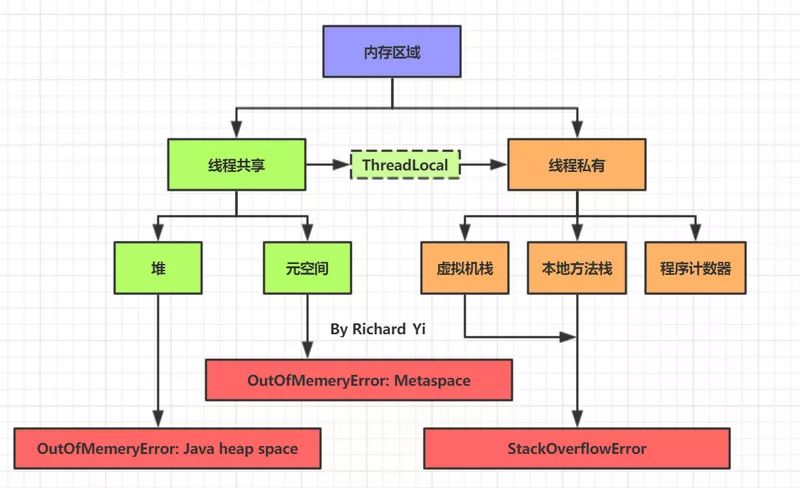 内存区域
线程共享
ThreadLocal
线程私有
堆
元空间
虚拟机栈
本地方法栈
程序计数器
By Richard Yi
OutOfMemeryError: Metaspace
OutOfMemeryError: Java heap space
StackOverflowError